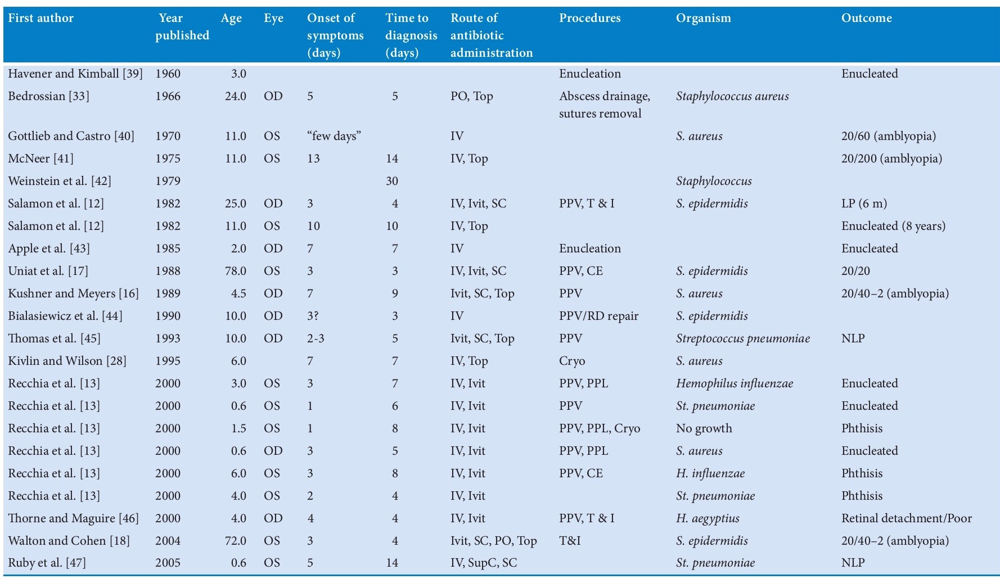 First author Year published Age Eye Onset of symptoms (days) Time to diagnosis (days) Route of antibiotic administration Procedures Organism Outcome
Havener and Kimball [39] 1960 3.0 Enucleation Enucleated
Bedrossian [33] 1966 24.0 OD 5 5 PO, Top Abscess drainage, sutures removal Staphylococcus aureus
Gottlieb and Castro [40] 1970 11.0 OS “few days” IV S. aureus 20/60 (amblyopia)
McNeer [41] 1975 11.0 OS 13 14 IV, Top 20/200 (amblyopia)
Weinstein et al. [42] 1979 30 Staphylococcus
Salamon et al. [12] 1982 25.0 OD 3 4 IV, Ivit, SC PPV, T & I S. epidermidis LP (6 m)
Salamon et al. [12] 1982 11.0 OS 10 10 IV, Top Enucleated (8 years)
Apple et al. [43] 1985 2.0 OD 7 7 IV Enucleation Enucleated
Uniat et al. [17] 1988 78.0 OS 3 3 IV, Ivit, SC PPV, CE S. epidermidis 20/20
Kushner and Meyers [16] 1989 4.5 OD 7 9 Ivit, SC, Top PPV S. aureus 20/40–2 (amblyopia)
Bialasiewicz et al. [44] 1990 10.0 OD 3? 3 IV PPV/RD repair S. epidermidis
Thomas et al. [45] 1993 10.0 OD 2-3 5 Ivit, SC, Top PPV Streptococcus pneumoniae NLP
Kivlin and Wilson [28] 1995 6.0 7 7 IV, Top Cryo S. aureus
Recchia et al. [13] 2000 3.0 OS 3 7 IV, Ivit PPV, PPL Hemophilus influenzae Enucleated
Recchia et al. [13] 2000 0.6 OS 1 6 IV, Ivit PPV St. pneumoniae Enucleated
Recchia et al. [13] 2000 1.5 OS 1 8 IV, Ivit PPV, PPL, Cryo No growth Phthisis
Recchia et al. [13] 2000 0.6 OD 3 5 IV, Ivit PPV, PPL S. aureus Enucleated
Recchia et al. [13] 2000 6.0 OS 3 8 IV, Ivit PPV, CE H. influenzae Phthisis
Recchia et al. [13] 2000 4.0 OS 2 4 IV, Ivit St. pneumoniae Phthisis
Thorne and Maguire [46] 2000 4.0 OD 4 4 IV, Ivit PPV, T & I H. aegyptius Retinal detachment/Poor
Walton and Cohen [18] 2004 72.0 OS 3 4 Ivit, SC, PO, Top T&I S. epidermidis 20/40–2 (amblyopia)
Ruby et al. [47] 2005 0.6 OS 5 14 IV, SupC, SC St. pneumoniae NLP